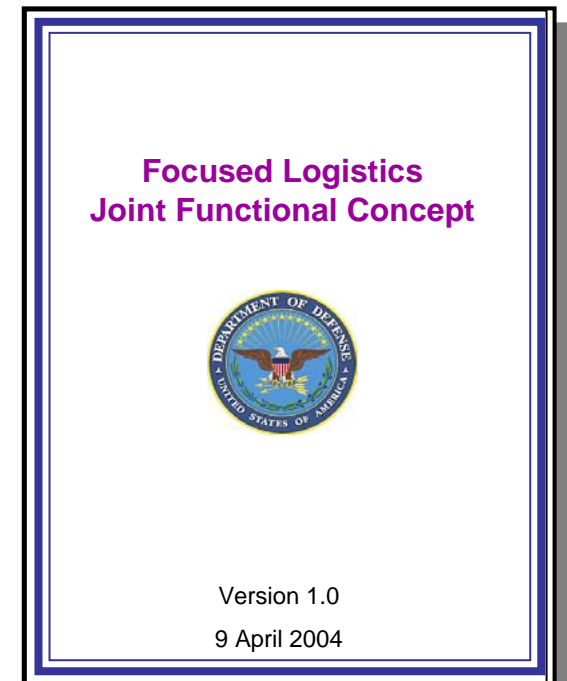 Focused Logistics
Joint Functional Concept
DEPARTMENT OF DEFENSE
UNITED STATES OF AMERICA
Version 1.0
9 April 2004